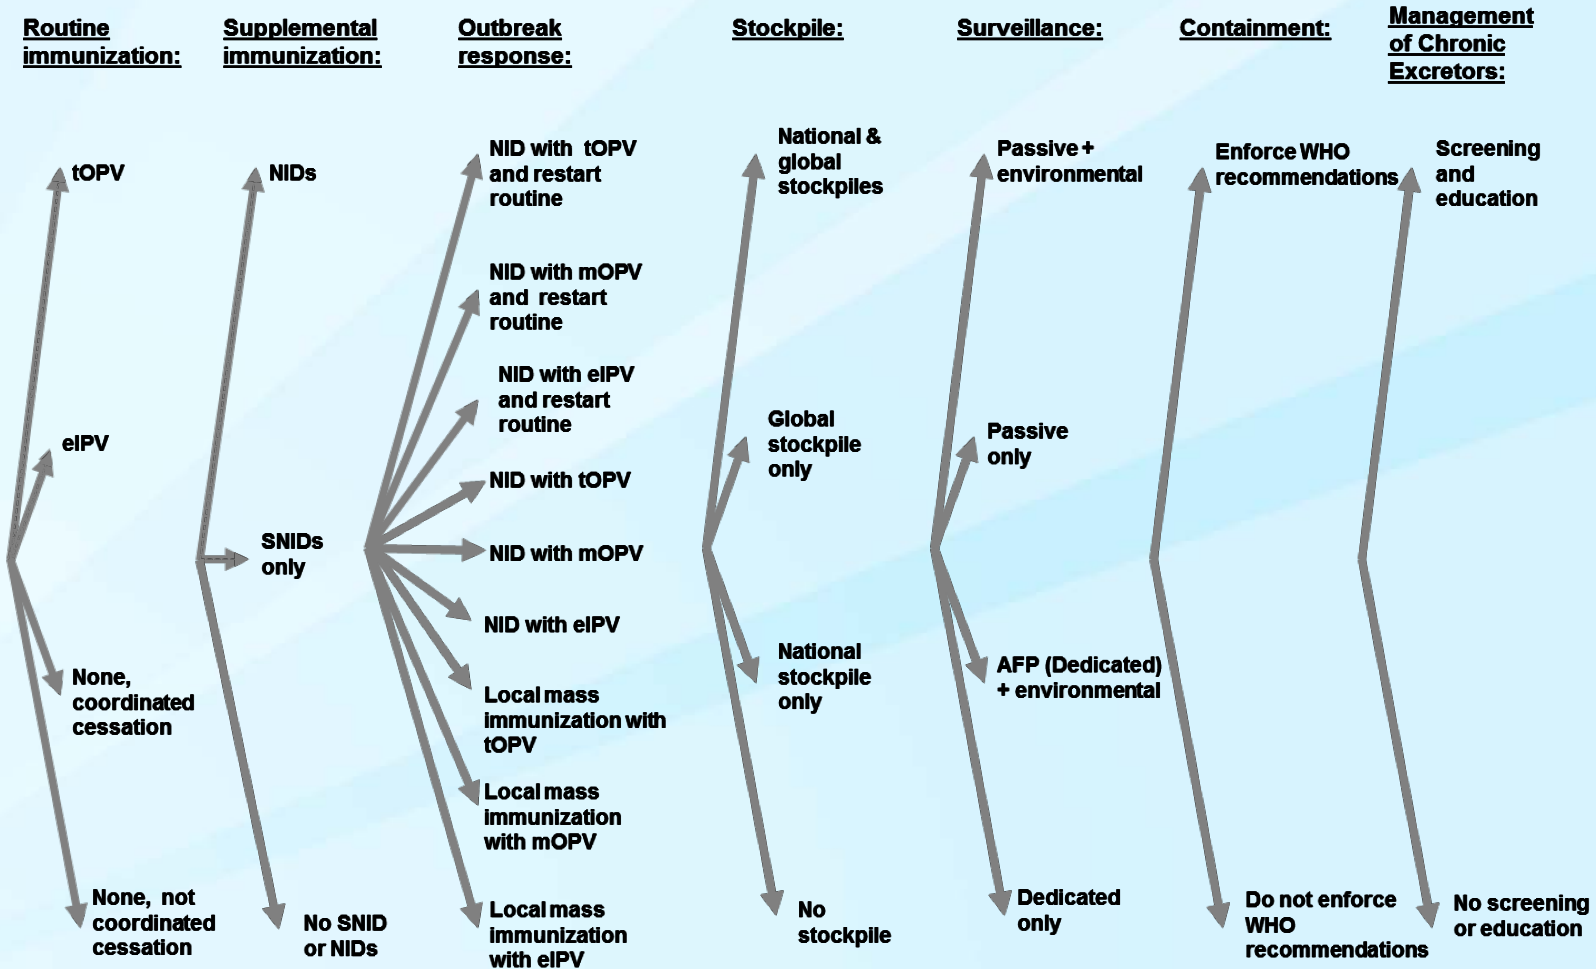 Routine
immunization:
tOPV
eIPV
None,
coordinated
cessation
None, not
coordinated
cessation
Supplemental
immunization:
NIDs
SNIDs
only
No SNID
or NIDs
Outbreak
response:
NID with tOPV
and restart
routine
NID with mOPV
and restart
routine
NID with eIPV
and restart
routine
NID with tOPV
NID with mOPV
NID with eIPV
Local mass
immunization with
tOPV
Local mass
immunization
with mOPV
Local mass
immunization
with eIPV
Stockpile:
National &
global
stockpiles
Global
stockpile
only
National
stockpile
only
No
stockpile
Surveillance:
Passive +
environmental
Passive
only
AFP (Dedicated)
+ environmental
Dedicated
only
Containment:
Enforce WHO
recommendations
Do not enforce
WHO
recommendations
Management
of Chronic
Excretors:
Screening
and
education
No screening
or education